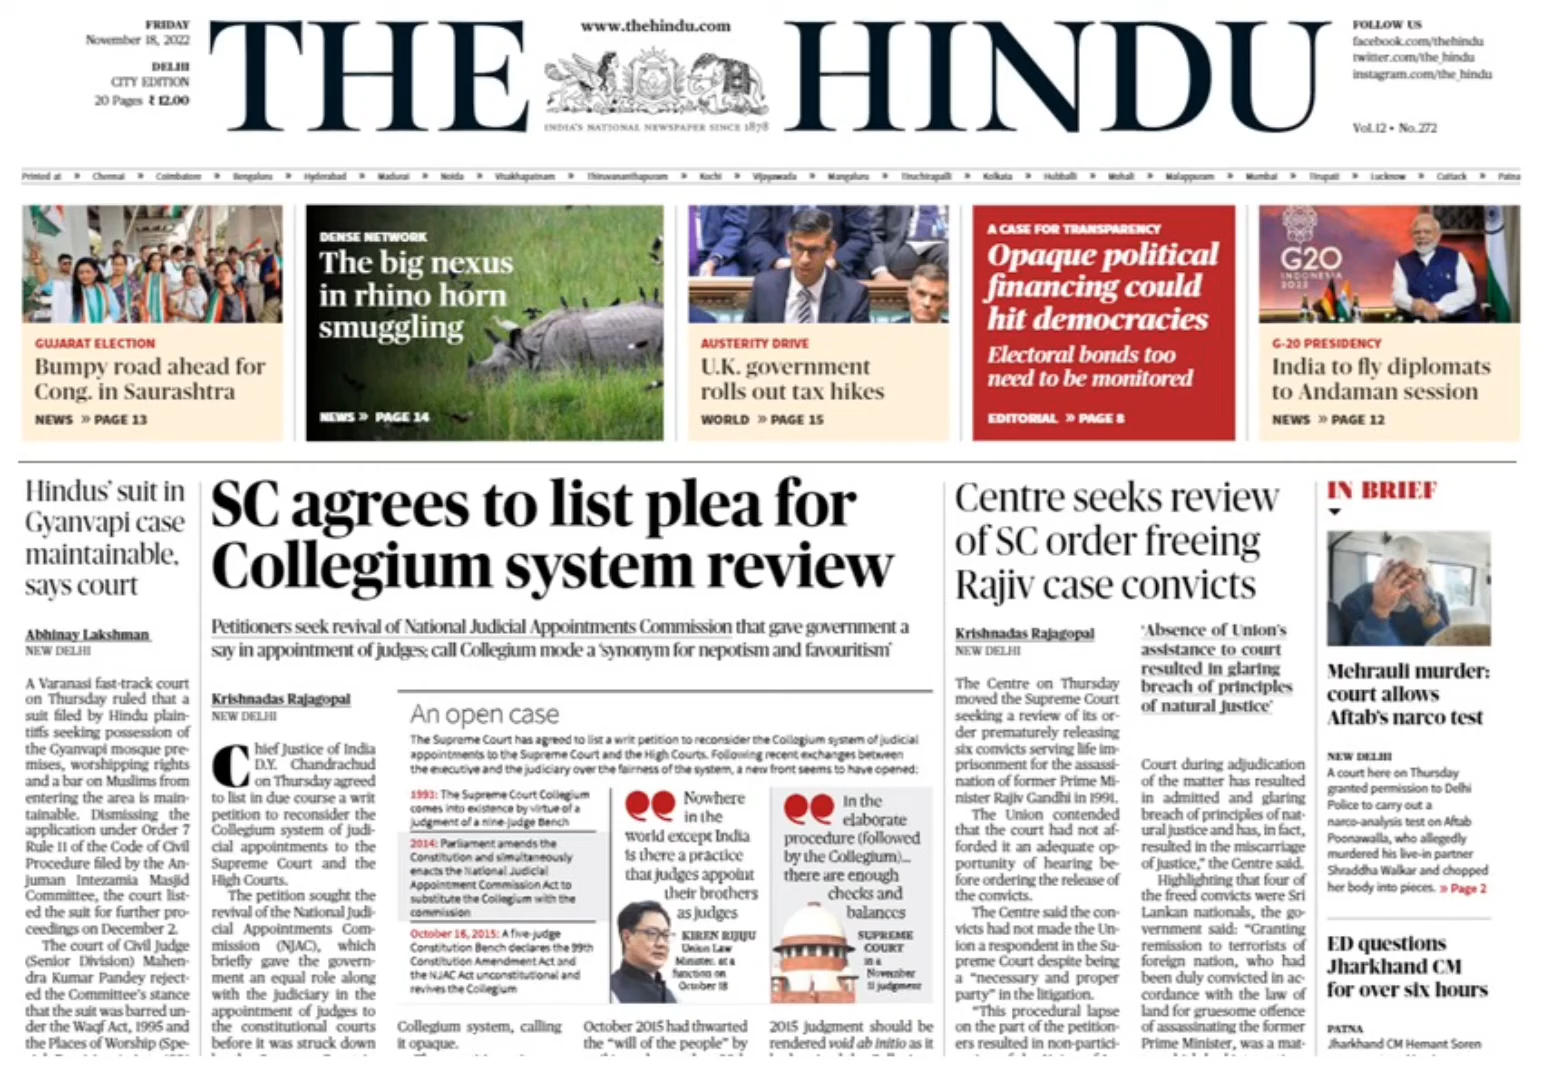 FRIDAY
November 18, 2022
DELHI
CITY EDITION
20 Pages ₹ 12.00
THE HINDU
www.thehindu.com
INDIA'S NATIONAL NEWSPAPER SINCE 1878
FOLLOW US
facebook.com/thehindu
twitter.com/the_hindu
instagram.com/the_hindu
Vol.12 • No.272
Printed at » Chennai » Coimbatore » Bengaluru » Hyderabad » Madurai » Noida » Visakhapatnam » Thiruvananthapuram » Kochi » Vijayawada » Mangaluru » Tiruchirapalli » Kolkata » Hubballi » Mohali » Malappuram » Mumbai » Tirupati » Lucknow » Cuttack » Patna
GUJARAT ELECTION
Bumpy road ahead for
Cong. in Saurashtra
NEWS » PAGE 13
DENSE NETWORK
The big nexus
in rhino horn
smuggling
NEWS » PAGE 14
AUSTERITY DRIVE
U.K. government
rolls out tax hikes
WORLD » PAGE 15
A CASE FOR TRANSPARENCY
Opaque political
financing could
hit democracies
Electoral bonds too
need to be monitored
EDITORIAL » PAGE 8
G20
INDONESIA
2022
G-20 PRESIDENCY
India to fly diplomats
to Andaman session
NEWS » PAGE 12
Hindus' suit in
Gyanvapi case
maintainable,
says court
Abhinay Lakshman
NEW DELHI
A Varanasi fast-track court
on Thursday ruled that a
suit filed by Hindu plain-
tiffs seeking possession of
the Gyanvapi mosque pre-
mises, worshipping rights
and a bar on Muslims from
entering the area is main-
tainable. Dismissing the
application under Order 7
Rule 11 of the Code of Civil
Procedure filed by the An-
juman Intezamia Masjid
Committee, the court list-
ed the suit for further pro-
ceedings on December 2.
The court of Civil Judge
(Senior Division) Mahen-
dra Kumar Pandey reject-
ed the Committee's stance
that the suit was barred un-
der the Waqf Act, 1995 and
the Places of Worship (Spe-
SC agrees to list plea for
Collegium system review
Petitioners seek revival of National Judicial Appointments Commission that gave government a
say in appointment of judges; call Collegium mode a 'synonym for nepotism and favouritism'
Krishnadas Rajagopal
NEW DELHI
Chief Justice of India
D.Y. Chandrachud
on Thursday agreed
to list in due course a writ
petition to reconsider the
Collegium system of judi-
cial appointments to the
Supreme Court and the
High Courts.
The petition sought the
revival of the National Judi-
cial Appointments Com-
mission (NJAC), which
briefly gave the govern-
ment an equal role along
with the judiciary in the
appointment of judges to
the constitutional courts
before it was struck down
An open case
The Supreme Court has agreed to list a writ petition to reconsider the Collegium system of judicial
appointments to the Supreme Court and the High Courts. Following recent exchanges between
the executive and the judiciary over the fairness of the system, a new front seems to have opened:
1993: The Supreme Court Collegium
comes into existence by virtue of a
judgment of a nine-judge Bench
2014: Parliament amends the
Constitution and simultaneously
enacts the National Judicial
Appointment Commission Act to
substitute the Collegium with the
commission
October 16, 2015: A five-judge
Constitution Bench declares the 99th
Constitution Amendment Act and
the NJAC Act unconstitutional and
revives the Collegium
Nowhere
in the
world except India
is there a practice
that judges appoint
their brothers
as judges
KIREN RIJIJU
Union Law
Minister, at a
function on
October 18
In the
elaborate
procedure (followed
by the Collegium)...
there are enough
checks and
balances
SUPREME
COURT
in a
November
11 judgment
Collegium system, calling
it opaque.
October 2015 had thwarted
the "will of the people" by
2015 judgment should be
rendered void ab initio as it
Centre seeks review
of SC order freeing
Rajiv case convicts
Krishnadas Rajagopal
NEW DELHI
The Centre on Thursday
moved the Supreme Court
seeking a review of its or-
der prematurely releasing
six convicts serving life im-
prisonment for the assassi-
nation of former Prime Mi-
nister Rajiv Gandhi in 1991.
The Union contended
that the court had not af-
forded it an adequate op-
portunity of hearing be-
fore ordering the release of
the convicts.
The Centre said the con-
victs had not made the Un-
ion a respondent in the Su-
preme Court despite being
a "necessary and proper
party" in the litigation.
"This procedural lapse
on the part of the petition-
ers resulted in non-partici-
'Absence of Union's
assistance to court
resulted in glaring
breach of principles
of natural justice'
Court during adjudication
of the matter has resulted
in admitted and glaring
breach of principles of nat-
ural justice and has, in fact,
resulted in the miscarriage
of justice," the Centre said.
Highlighting that four of
the freed convicts were Sri
Lankan nationals, the go-
vernment said: "Granting
remission to terrorists of
foreign nation, who had
been duly convicted in ac-
cordance with the law of
land for gruesome offence
of assassinating the former
Prime Minister, was a mat-
IN BRIEF
Mehrauli murder:
court allows
Aftab's narco test
NEW DELHI
A court here on Thursday
granted permission to Delhi
Police to carry out a
narco-analysis test on Aftab
Poonawalla, who allegedly
murdered his live-in partner
Shraddha Walkar and chopped
her body into pieces. » Page 2
ED questions
Jharkhand CM
for over six hours
PATNA
Jharkhand CM Hemant Soren